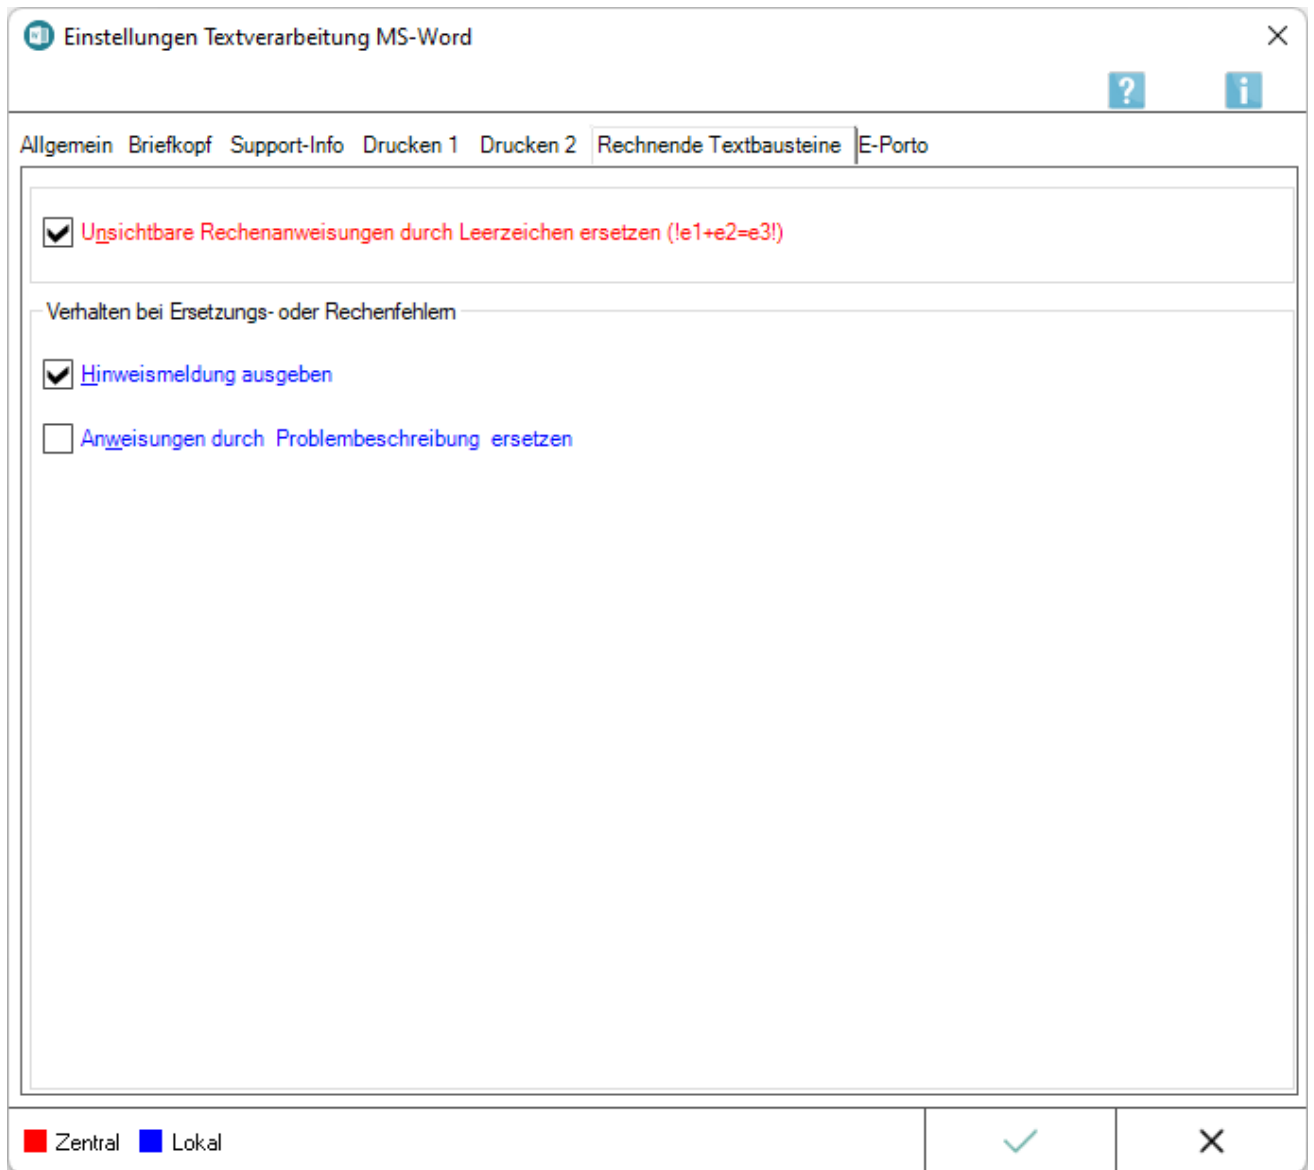 Einstellungen Textverarbeitung MS-Word
? i
Allgemein Briefkopf Support-Info Drucken 1 Drucken 2 Rechnende Textbausteine E-Porto
Unsichtbare Rechenanweisungen durch Leerzeichen ersetzen (!e1+e2=e3!)
Verhalten bei Ersetzungs- oder Rechenfehlern
Hinweismeldung ausgeben
Anweisungen durch Problembeschreibung ersetzen
Zentral Lokal